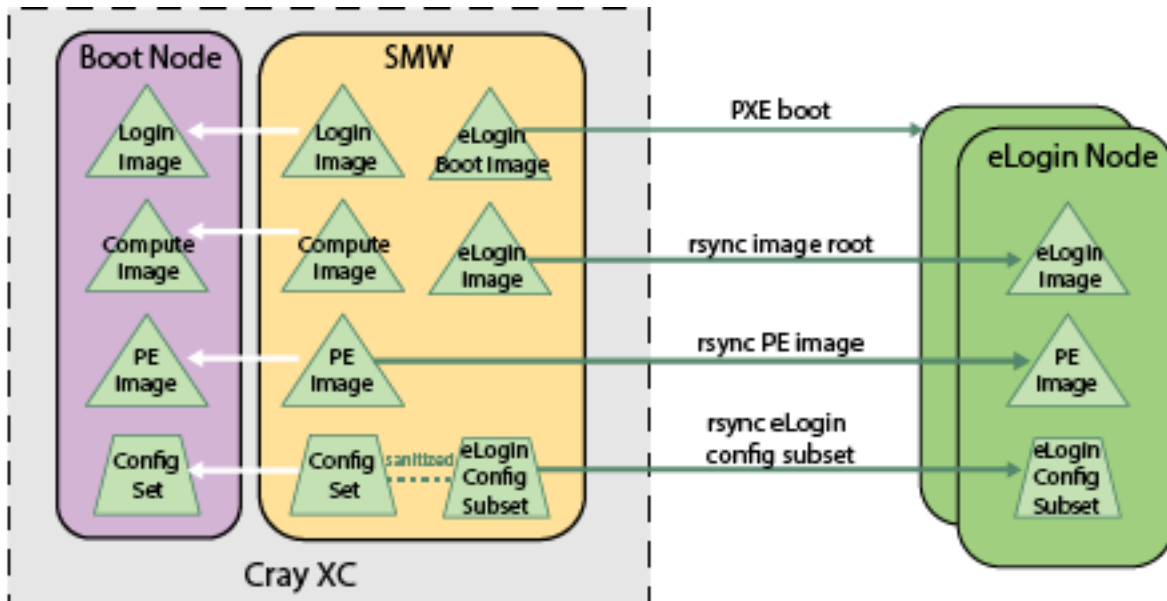 Boot Node
SMW
Login
Image
Login
Image
eLogin
Boot Image
PXE boot
eLogin Node
Compute
Image
Compute
Image
eLogin
Image
rsync image root
eLogin
Image
PE
Image
PE
Image
rsync PE image
PE
Image
Config
Set
Config
Set
sanitized
eLogin
Config
Subset
rsync eLogin
config subset
eLogin
Config
Subset
Cray XC